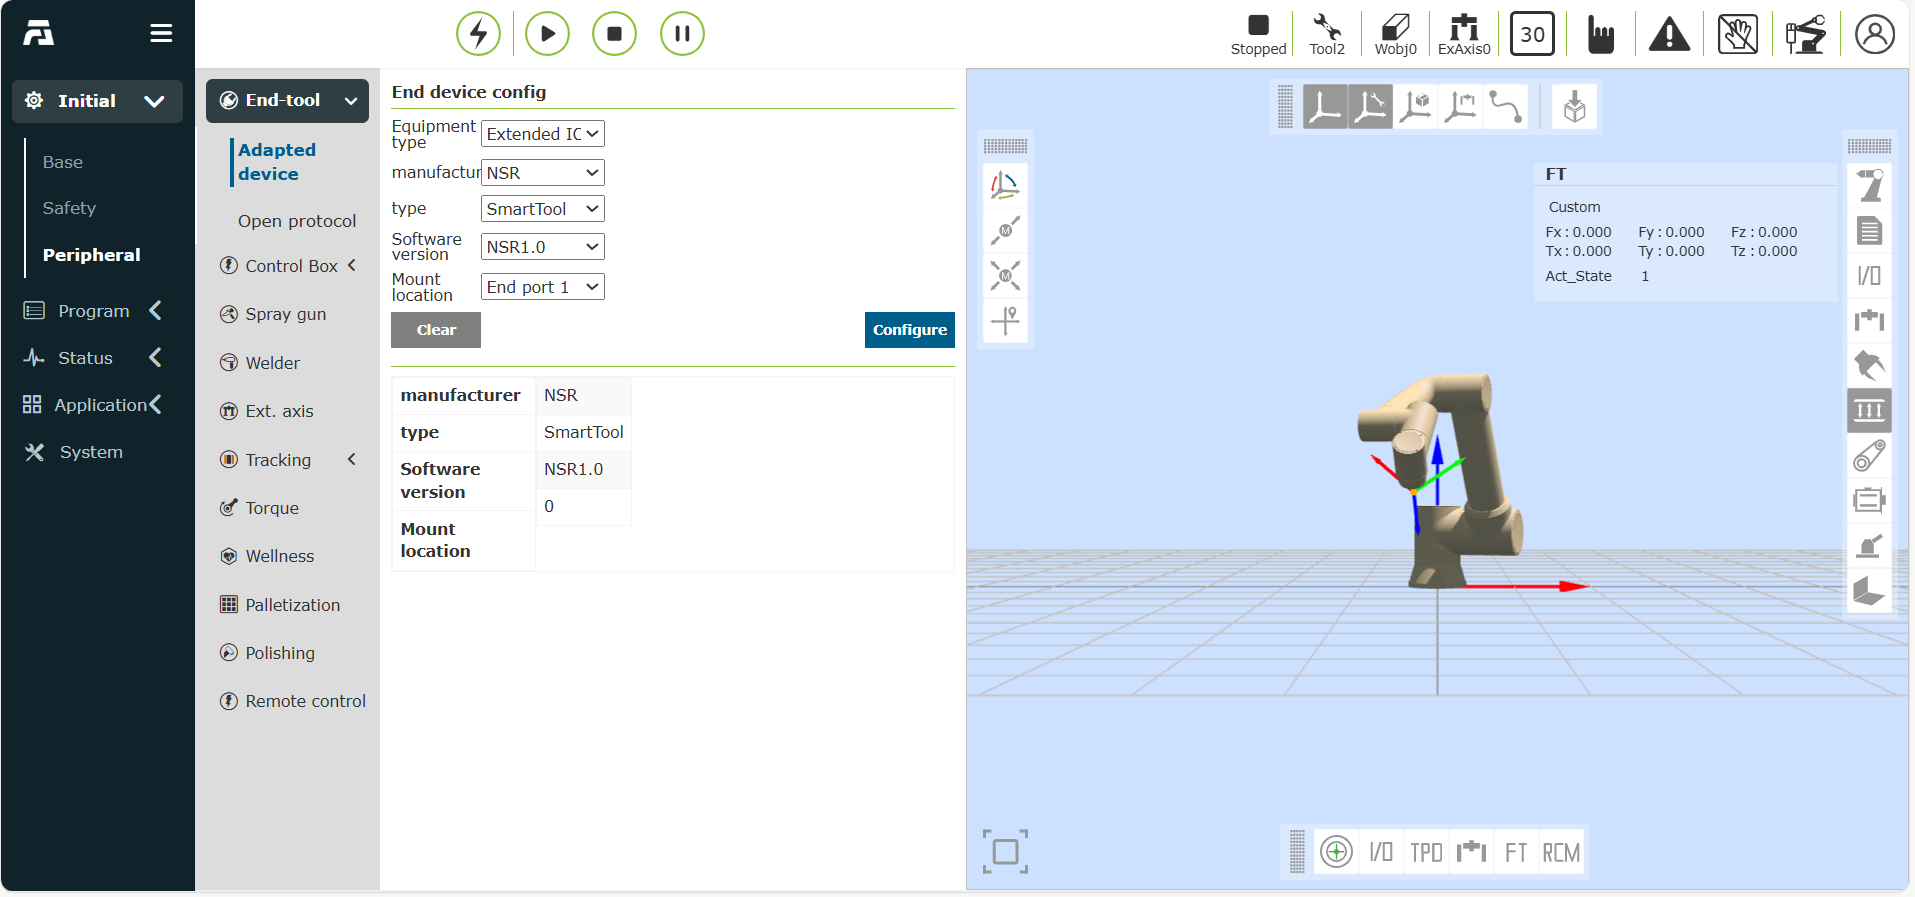 Stopped
Tool2
Wobj0
ExAxis0
30
Initial
Base
Safety
Peripheral
Program
Status
Application
System
End-tool
Adapted
device
Open protocol
Control Box
Spray gun
Welder
Ext. axis
Tracking
Torque
Wellness
Palletization
Polishing
Remote control
End device config
Equipment
type
Extended IC
manufactur
NSR
type
SmartTool
Software
version
NSR1.0
Mount
location
End port 1
Clear
Configure
manufacturer NSR
type SmartTool
Software
version
NSR1.0
Mount
location
0
FT
Custom
Fx : 0.000 Fy : 0.000 Fz : 0.000
Tx : 0.000 Ty : 0.000 Tz : 0.000
Act_State 1
M
M
I/O
I/O TPD FT RCM